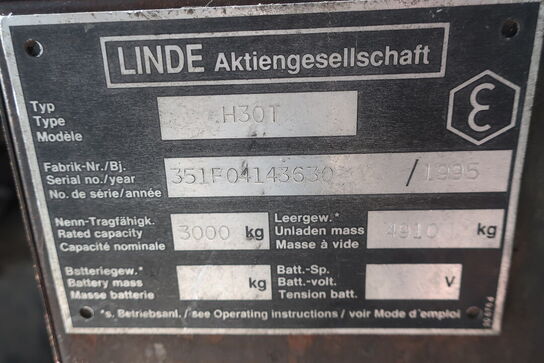 LINDE Aktiengesellschaft
Typ
Type H30T
Modèle
Fabrik-Nr./Bj.
Serial no./year 351F04143630 / 1995
No. de série/année
Nenn-Tragfähigk. Leergew.*
Rated capacity 3000 kg Unladen mass 4910 kg
Capacité nominale Masse à vide
Batteriegew.* Batt.-Sp.
Battery mass kg Batt.-volt. V
Masse batterie Tension batt.
*s. Betriebsanl. / see Operating instructions / voir Mode d'emploi